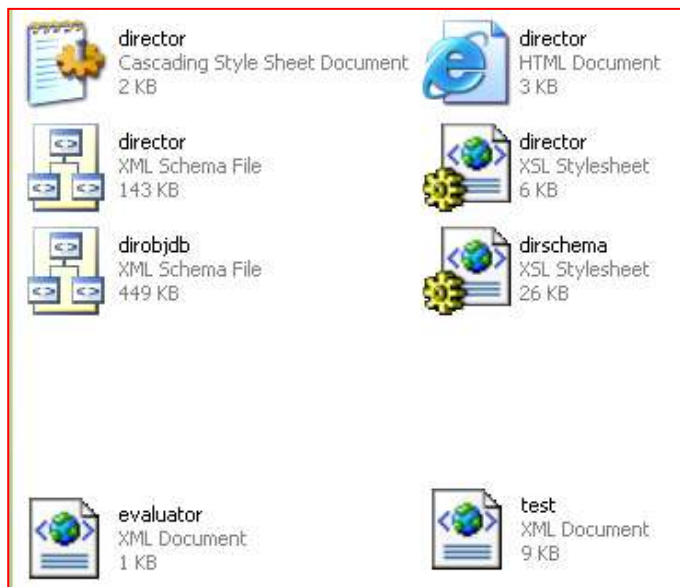 director
Cascading Style Sheet Document
2 KB
director
HTML Document
3 KB
director
XML Schema File
143 KB
director
XSL Stylesheet
6 KB
dirobjdb
XML Schema File
449 KB
dirschema
XSL Stylesheet
26 KB
evaluator
XML Document
1 KB
test
XML Document
9 KB